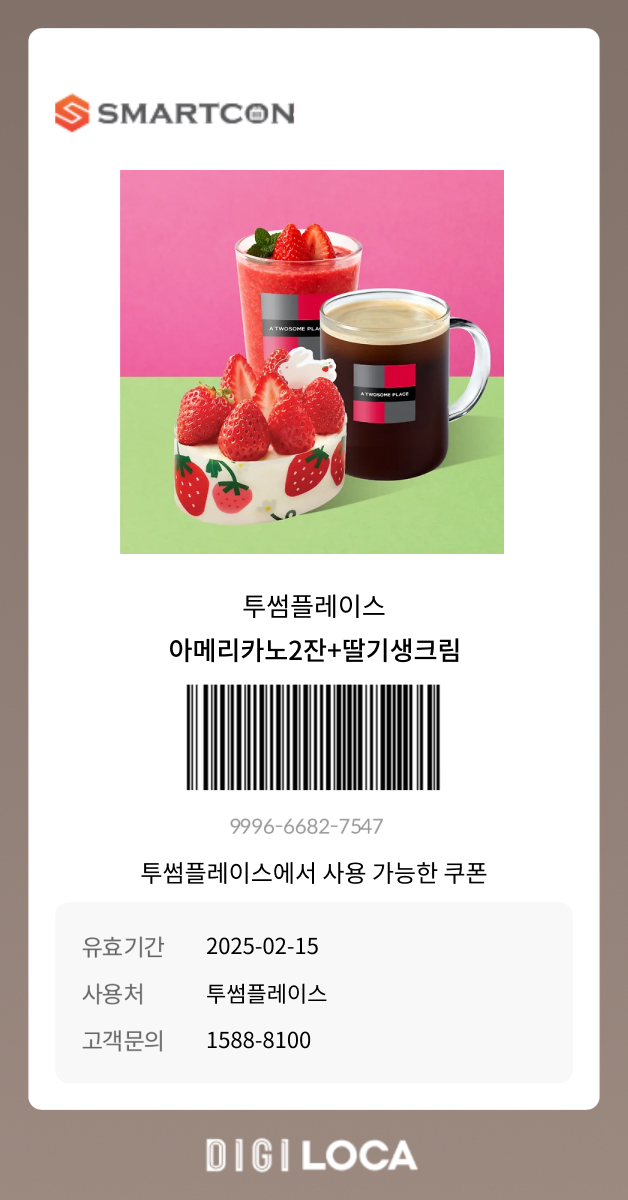 SMARTCON
A TWOSOME PLAC
A TWOSOME PLACE
투썸플레이스
아메리카노2잔+딸기생크림
9996-6682-7547
투썸플레이스에서 사용 가능한 쿠폰
유효기간 2025-02-15
사용처 투썸플레이스
고객문의 1588-8100
DIGI LOCA